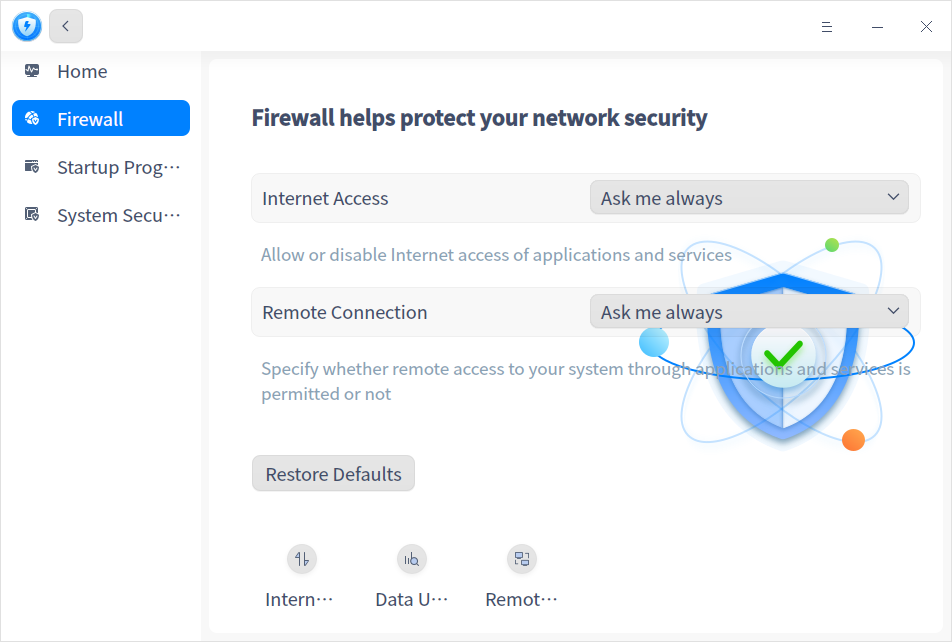 Home
Firewall
Startup Prog···
System Secu···
Firewall helps protect your network security
Internet Access
Ask me always
Allow or disable Internet access of applications and services
Remote Connection
Ask me always
Specify whether remote access to your system through applications and services is
permitted or not
Restore Defaults
Intern···
Data U···
Remot···